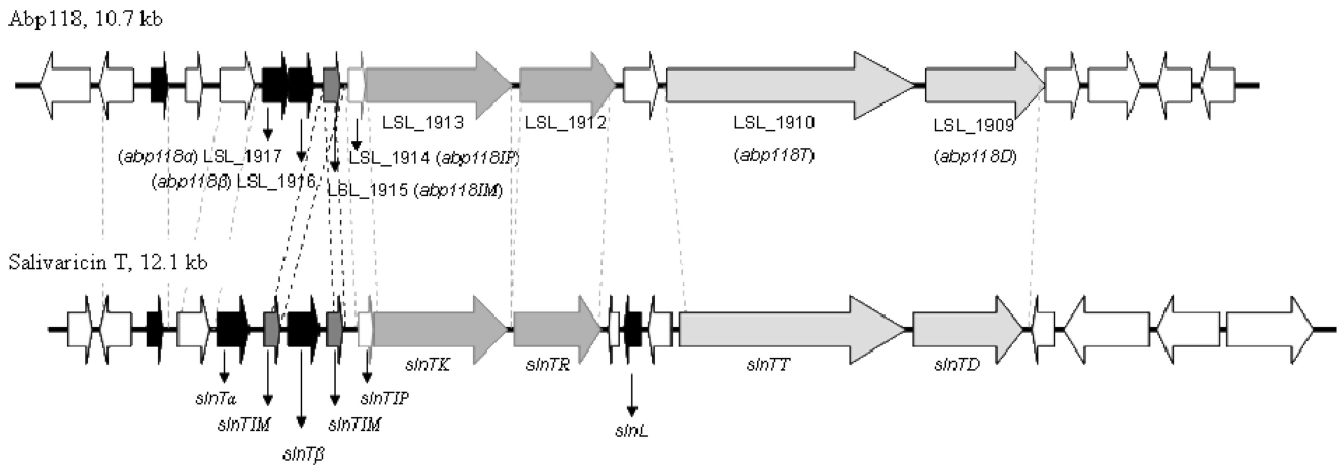 Abp118, 10.7 kb
LSL_1913 LSL_1912 LSL_1910 LSL_1909
(abp118α) LSL_1917 LSL_1914 (abp118IP) (abp118T) (abp118D)
(abp118β) LSL_1916 LSL_1915 (abp118IM)
Salivaricin T, 12.1 kb
slnTK slnTR slnTT slnTD
slnTα slnTIP
slnTIM slnTIM slnL
slnTβ